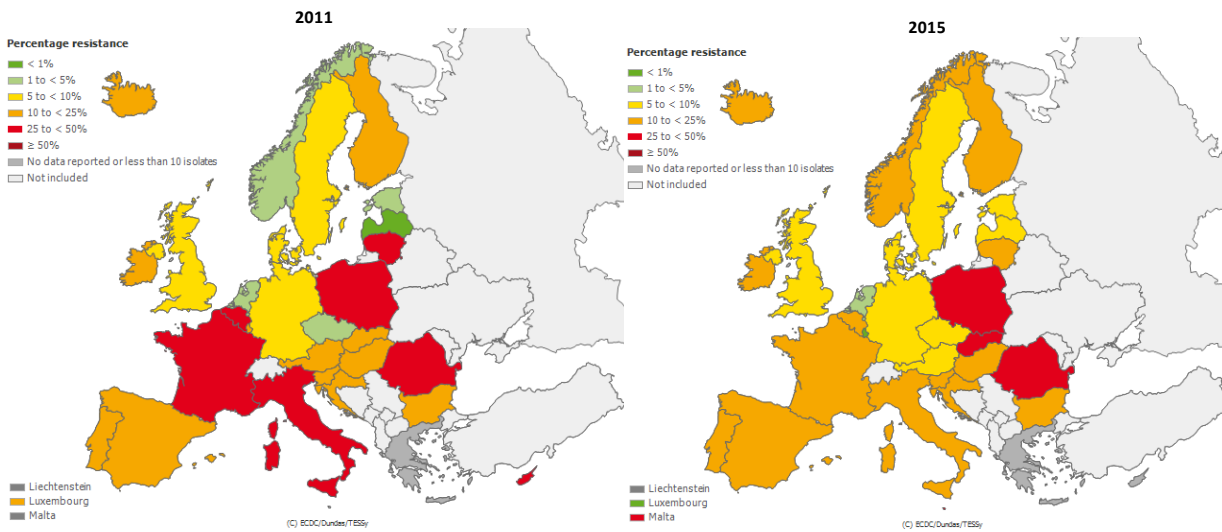 2011
Percentage resistance
< 1%
1 to < 5%
5 to < 10%
10 to < 25%
25 to < 50%
≥ 50%
No data reported or less than 10 isolates
Not included
Liechtenstein
Luxembourg
Malta
(C) ECDC/Dundas/TESSy
2015
Percentage resistance
< 1%
1 to < 5%
5 to < 10%
10 to < 25%
25 to < 50%
≥ 50%
No data reported or less than 10 isolates
Not included
Liechtenstein
Luxembourg
Malta
(C) ECDC/Dundas/TESSy